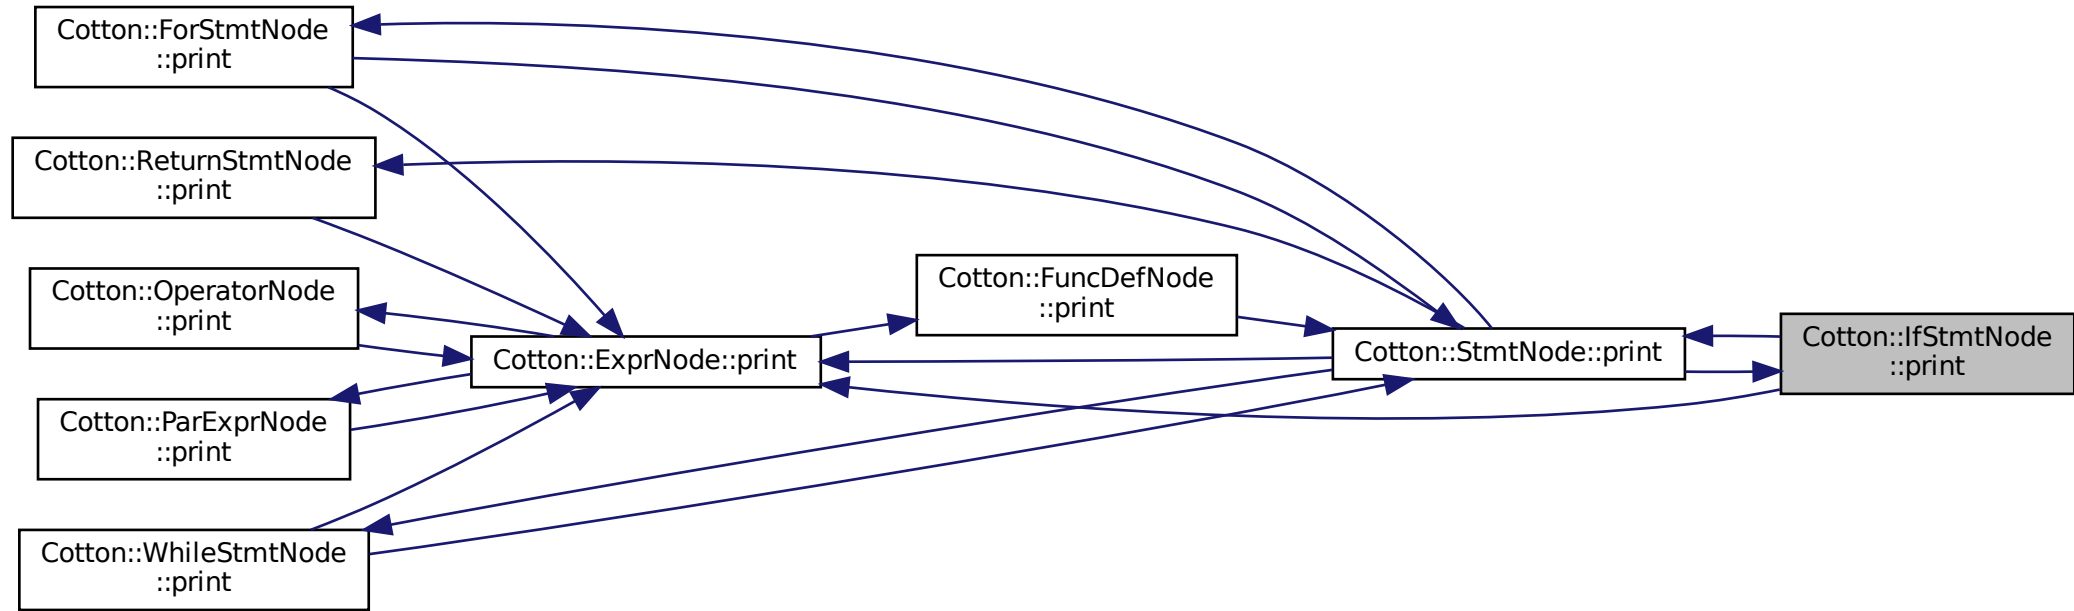 Cotton::ForStmtNode
::print
Cotton::ReturnStmtNode
::print
Cotton::OperatorNode
::print
Cotton::ParExprNode
::print
Cotton::WhileStmtNode
::print
Cotton::ExprNode::print
Cotton::FuncDefNode
::print
Cotton::StmtNode::print
Cotton::IfStmtNode
::print